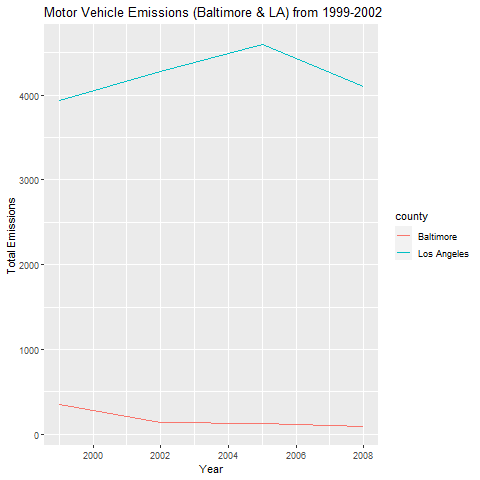 Motor Vehicle Emissions (Baltimore & LA) from 1999-2002
4000
3000
2000
1000
0
Total Emissions
2000 2002 2004 2006 2008
Year
county
Baltimore
Los Angeles